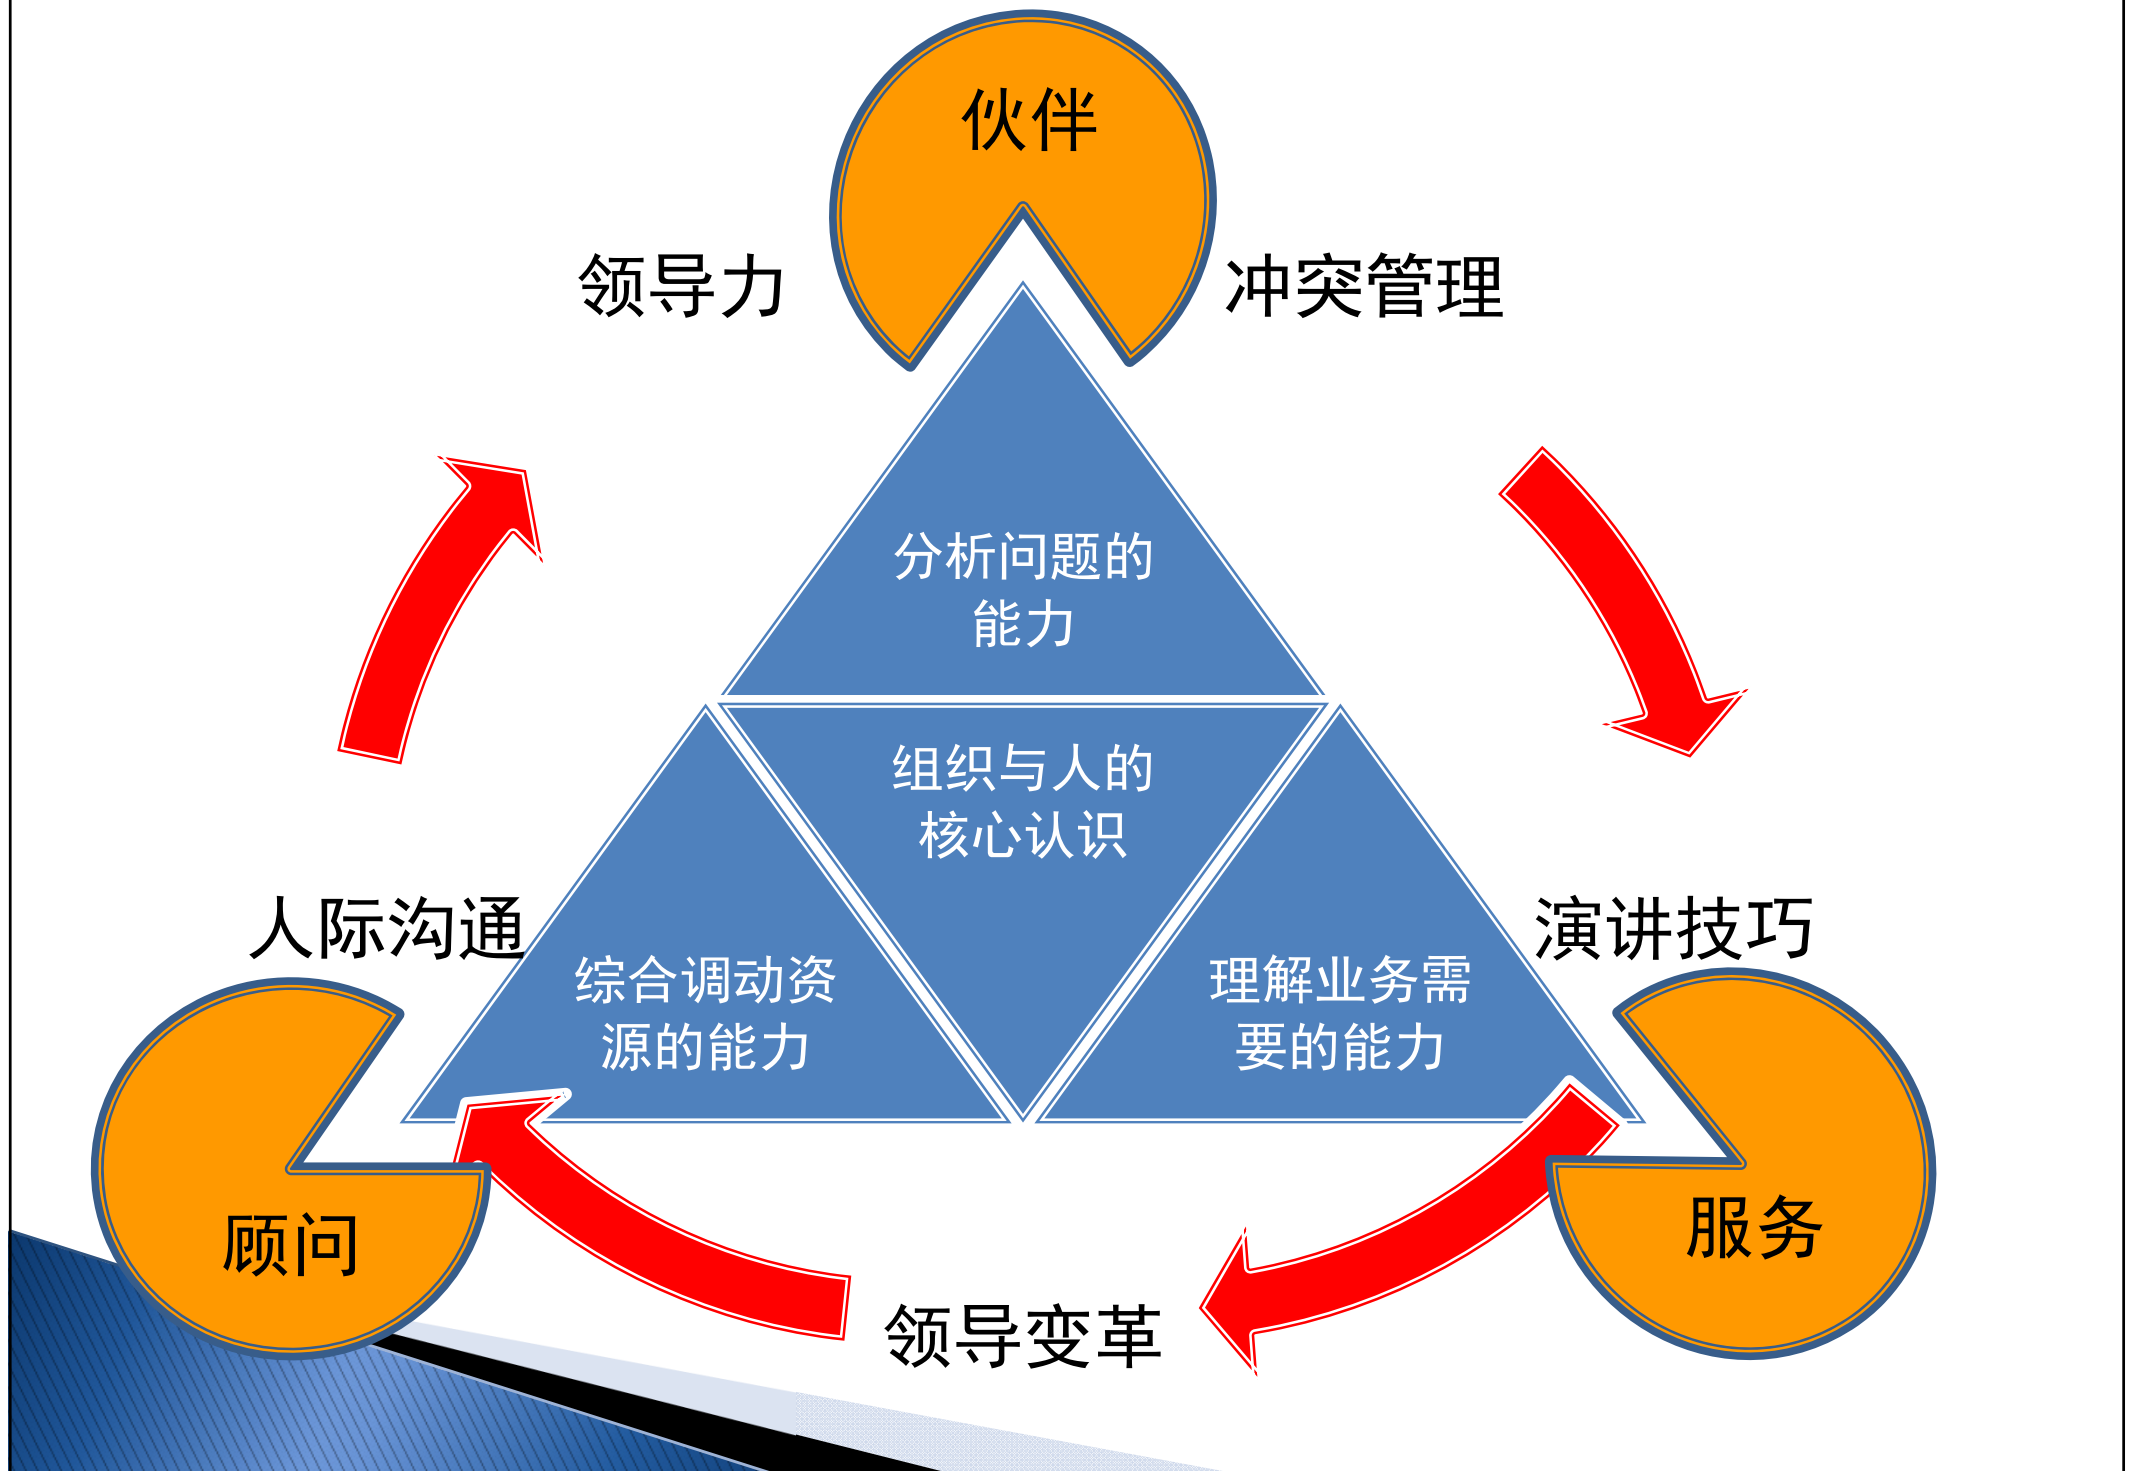 伙伴
领导力
冲突管理
分析问题的
能力
组织与人的
核心认识
人际沟通
演讲技巧
综合调动资
源的能力
理解业务需
要的能力
顾问
服务
领导变革